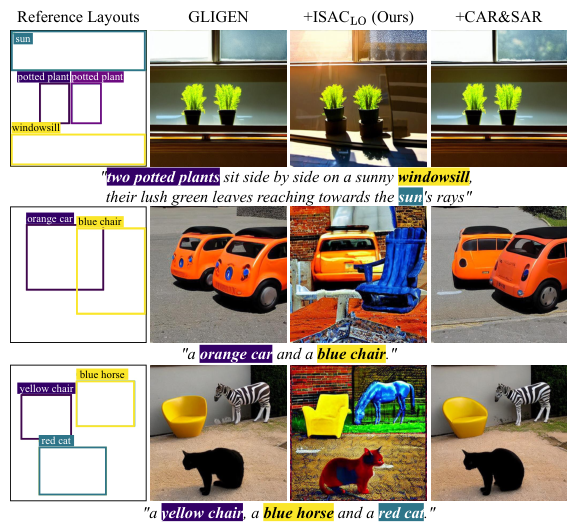 Reference Layouts GLIGEN +ISAC_LO (Ours) +CAR&SAR
sun
potted plant potted plant
windowsill
"two potted plants sit side by side on a sunny windowsill,
their lush green leaves reaching towards the sun's rays"
orange car blue chair
"a orange car and a blue chair."
blue horse
yellow chair
red cat
"a yellow chair, a blue horse and a red cat."